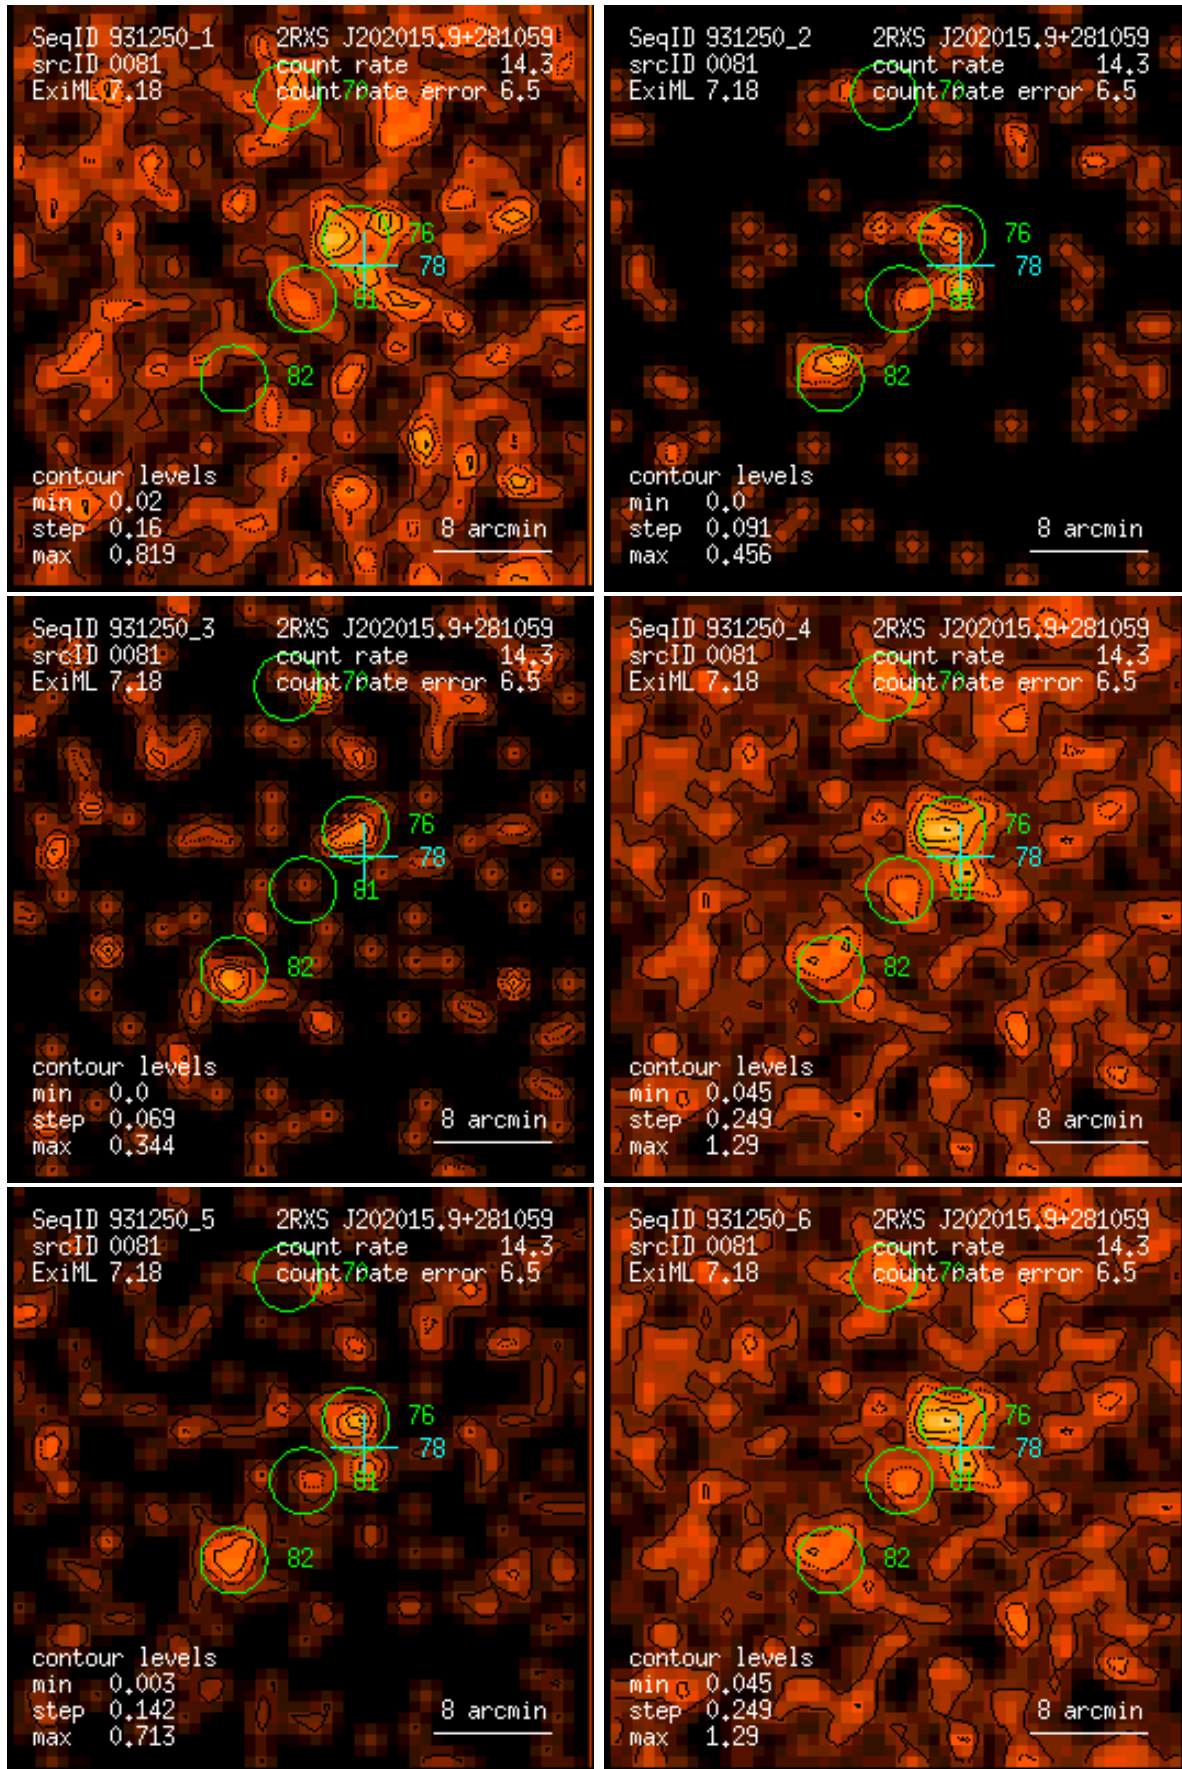 SeqID 931250_1 2RXS J202015.9+281059
srcID 0081 count rate 14.3
ExiML 7.18 count rate error 6.5
76
78
81
82
contour levels
min 0.02
step 0.16 8 arcmin
max 0.819
SeqID 931250_2 2RXS J202015.9+281059
srcID 0081 count rate 14.3
ExiML 7.18 count rate error 6.5
76
78
81
82
contour levels
min 0.0
step 0.091 8 arcmin
max 0.456
SeqID 931250_3 2RXS J202015.9+281059
srcID 0081 count rate 14.3
ExiML 7.18 count rate error 6.5
76
78
81
82
contour levels
min 0.0
step 0.069 8 arcmin
max 0.344
SeqID 931250_4 2RXS J202015.9+281059
srcID 0081 count rate 14.3
ExiML 7.18 count rate error 6.5
76
78
81
82
contour levels
min 0.045
step 0.249 8 arcmin
max 1.29
SeqID 931250_5 2RXS J202015.9+281059
srcID 0081 count rate 14.3
ExiML 7.18 count rate error 6.5
76
78
81
82
contour levels
min 0.003
step 0.142 8 arcmin
max 0.713
SeqID 931250_6 2RXS J202015.9+281059
srcID 0081 count rate 14.3
ExiML 7.18 count rate error 6.5
76
78
81
82
contour levels
min 0.045
step 0.249 8 arcmin
max 1.29